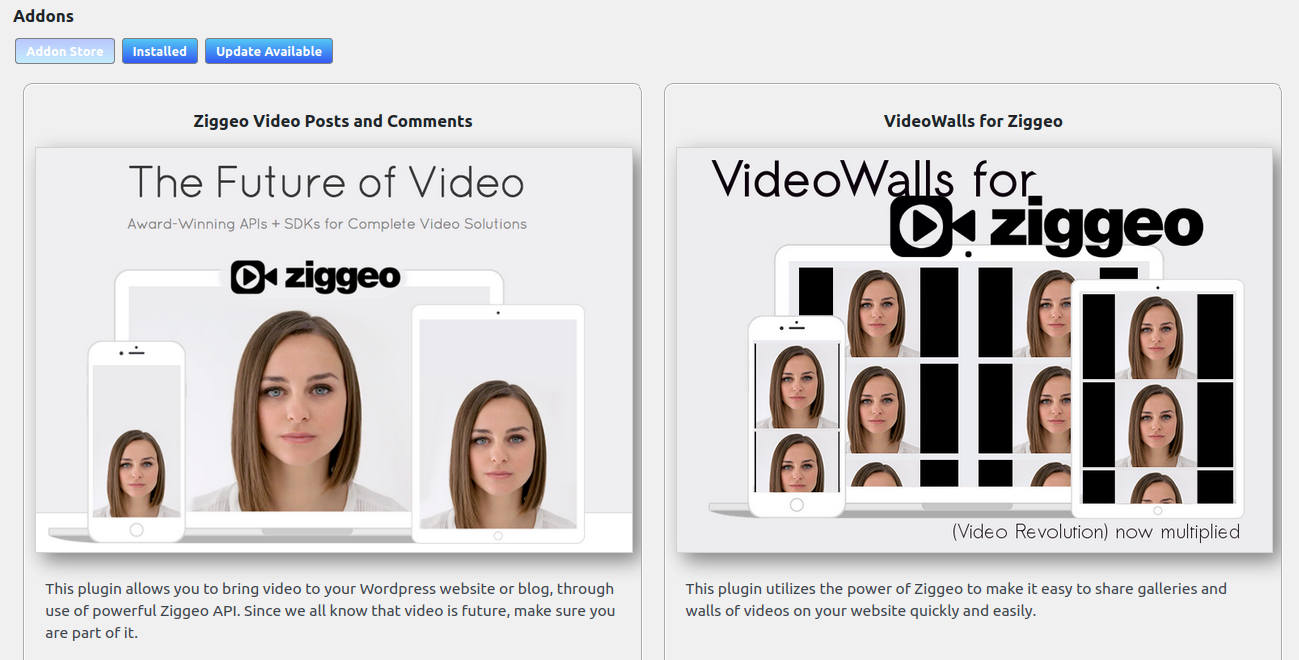 Addons
Addon Store
Installed
Update Available
Ziggeo Video Posts and Comments
The Future of Video
Award-Winning APIs + SDKs for Complete Video Solutions
ziggeo
This plugin allows you to bring video to your Wordpress website or blog, through
use of powerful Ziggeo API. Since we all know that video is future, make sure you
are part of it.
VideoWalls for Ziggeo
VideoWalls for
ziggeo
(Video Revolution) now multiplied
This plugin utilizes the power of Ziggeo to make it easy to share galleries and
walls of videos on your website quickly and easily.